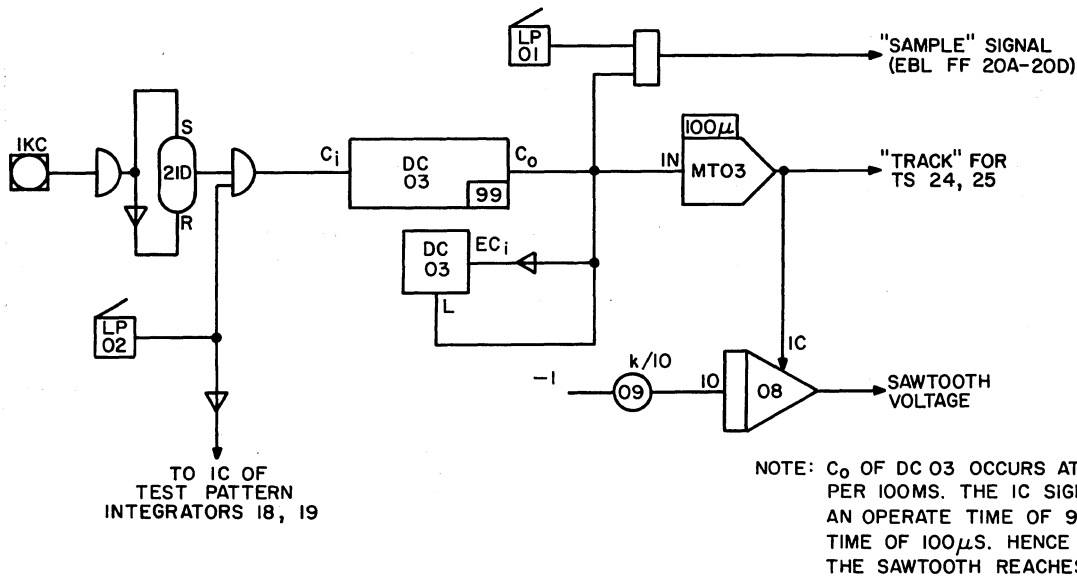 LP
01
"SAMPLE" SIGNAL
(EBL FF 20A-20D)
1KC
S
21D
R
Ci
DC
03
99
Co
100μ
IN
MT03
"TRACK" FOR
TS 24, 25
DC
03
ECi
L
LP
02
IC
-1
k/10
09
10
08
SAWTOOTH
VOLTAGE
TO IC OF
TEST PATTERN
INTEGRATORS 18, 19
NOTE: Co OF DC 03 OCCURS AT
PER 100MS. THE IC SIG
AN OPERATE TIME OF 9
TIME OF 100μS. HENCE
THE SAWTOOTH REACHES